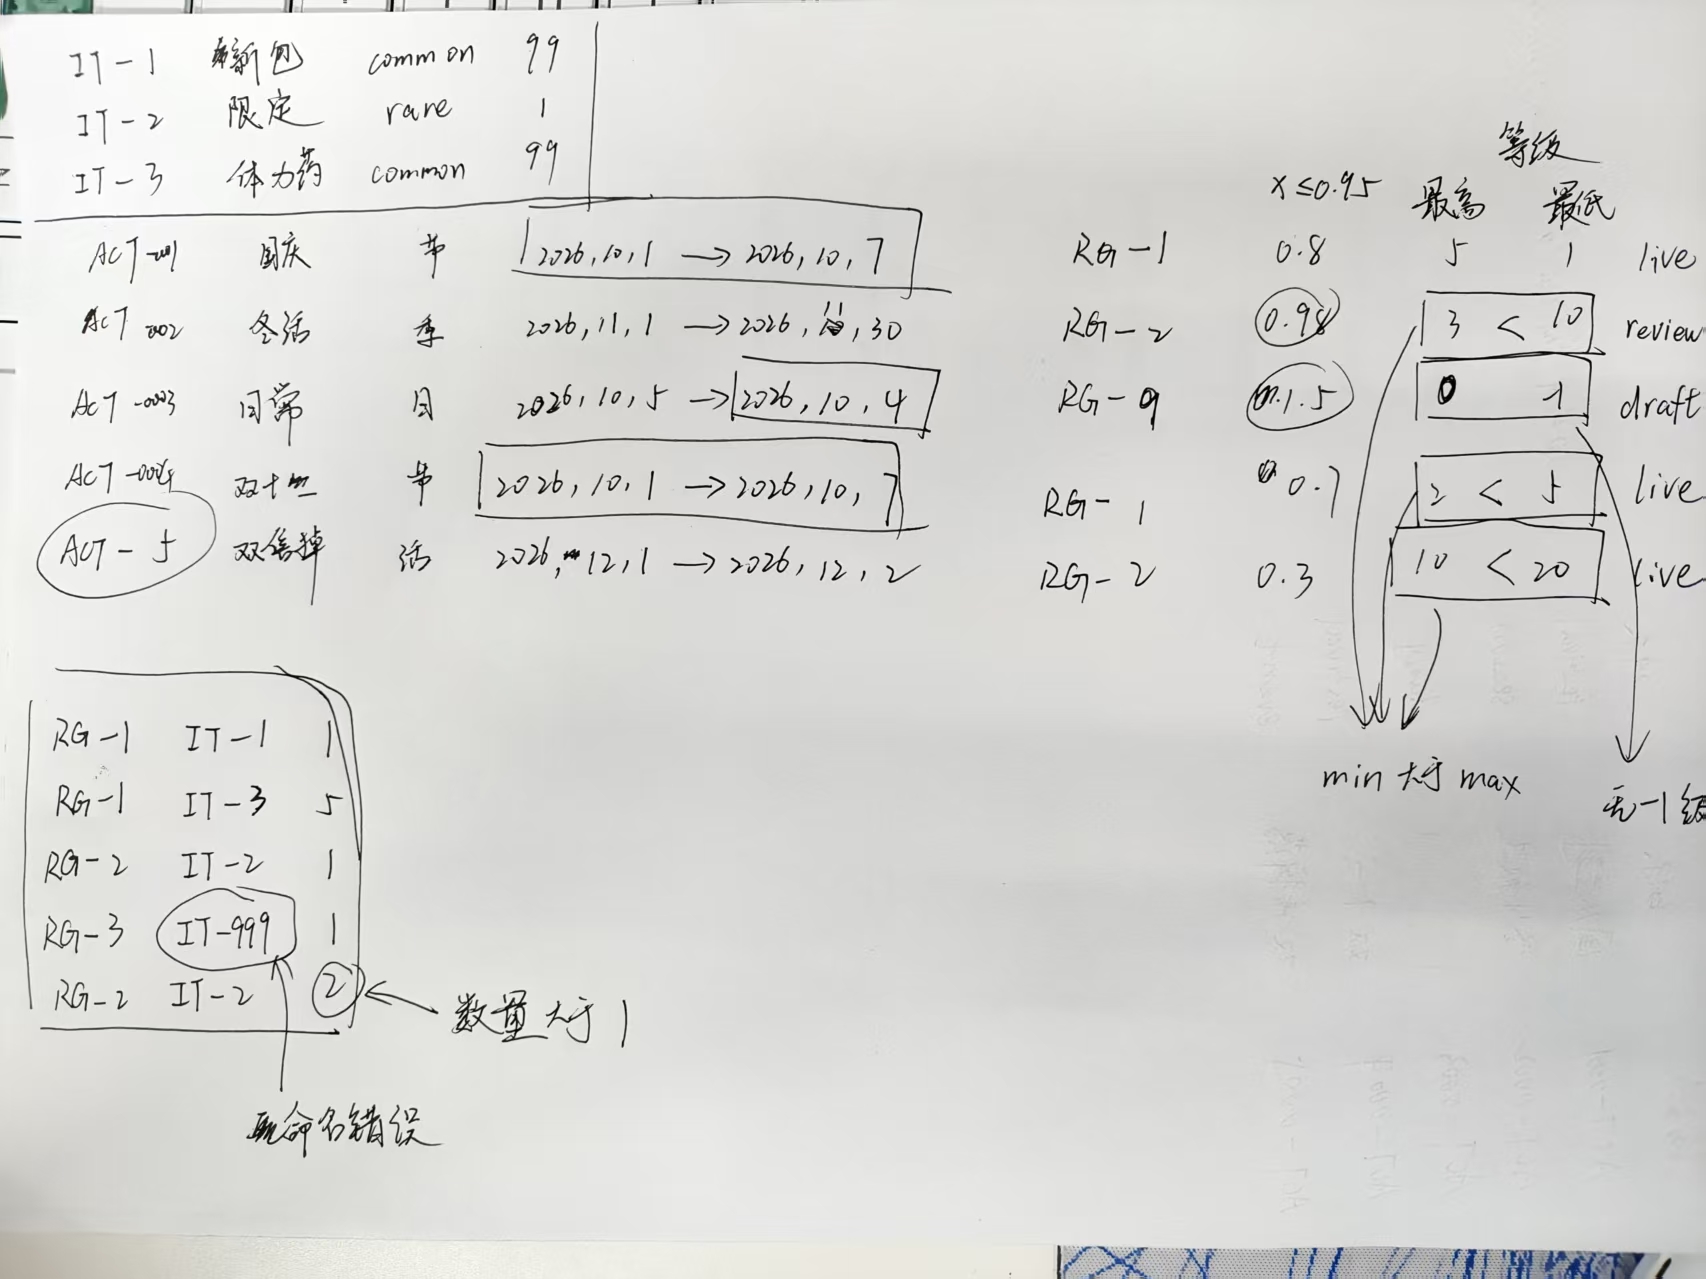 IT-1 新包 common 99
IT-2 限定 rare 1
IT-3 体力药 common 99
等级
x≤0.95 最高 最低
ACT-001 国庆 节 2026,10,1 → 2026,10,7 RG-1 0.8 5 1 live
ACT-002 冬活 季 2026,11,1 → 2026,11,30 RG-2 0.98 3 < 10 review
ACT-0003 日常 日 2026,10,5 → 2026,10,4 RG-9 1.5 0 -1 draft
ACT-0004 双十 节 2026,10,1 → 2026,10,7 RG-1 0.7 2 < 5 live
ACT-5 双倍掉 活 2026,12,1 → 2026,12,2 RG-2 0.3 10 < 20 live
min 大于 max
无-1级
RG-1 IT-1 1
RG-1 IT-3 5
RG-2 IT-2 1
RG-3 IT-999 1
RG-2 IT-2 2 ← 数量大于1
命名错误